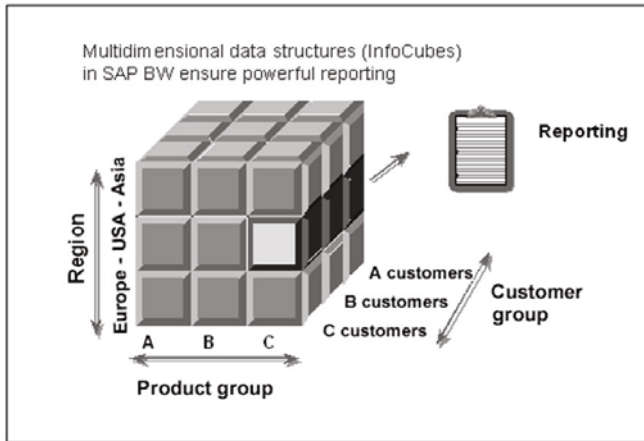 Multidimensional data structures (InfoCubes)
in SAP BW ensure powerful reporting
Reporting
Region
Europe - USA - Asia
A customers
B customers
C customers
Customer
group
A B C
Product group